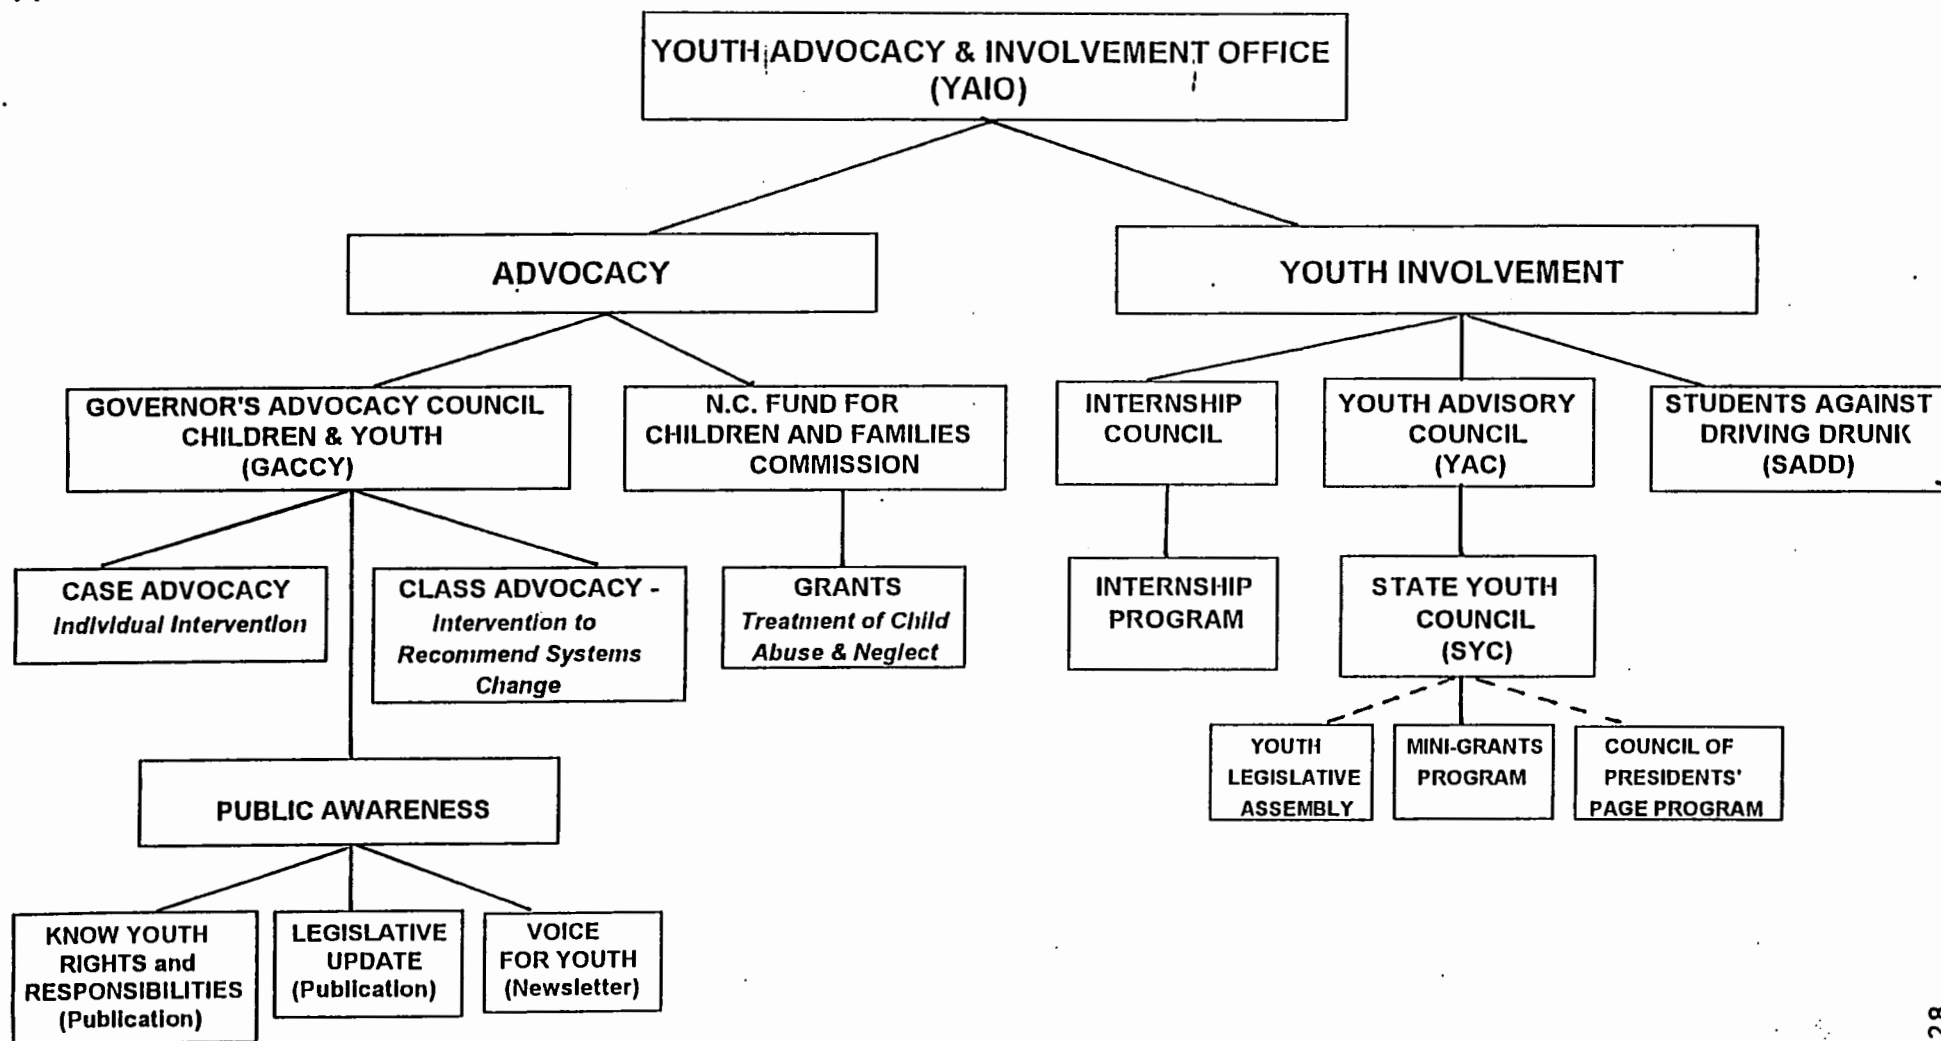 YOUTH ADVOCACY & INVOLVEMENT OFFICE
(YAIO)
ADVOCACY
YOUTH INVOLVEMENT
GOVERNOR'S ADVOCACY COUNCIL
CHILDREN & YOUTH
(GACCY)
N.C. FUND FOR
CHILDREN AND FAMILIES
COMMISSION
INTERNSHIP
COUNCIL
YOUTH ADVISORY
COUNCIL
(YAC)
STUDENTS AGAINST
DRIVING DRUNK
(SADD)
CASE ADVOCACY
Individual Intervention
CLASS ADVOCACY -
Intervention to
Recommend Systems
Change
GRANTS
Treatment of Child
Abuse & Neglect
INTERNSHIP
PROGRAM
STATE YOUTH
COUNCIL
(SYC)
YOUTH
LEGISLATIVE
ASSEMBLY
MINI-GRANTS
PROGRAM
COUNCIL OF
PRESIDENTS'
PAGE PROGRAM
PUBLIC AWARENESS
KNOW YOUTH
RIGHTS and
RESPONSIBILITIES
(Publication)
LEGISLATIVE
UPDATE
(Publication)
VOICE
FOR YOUTH
(Newsletter)
28